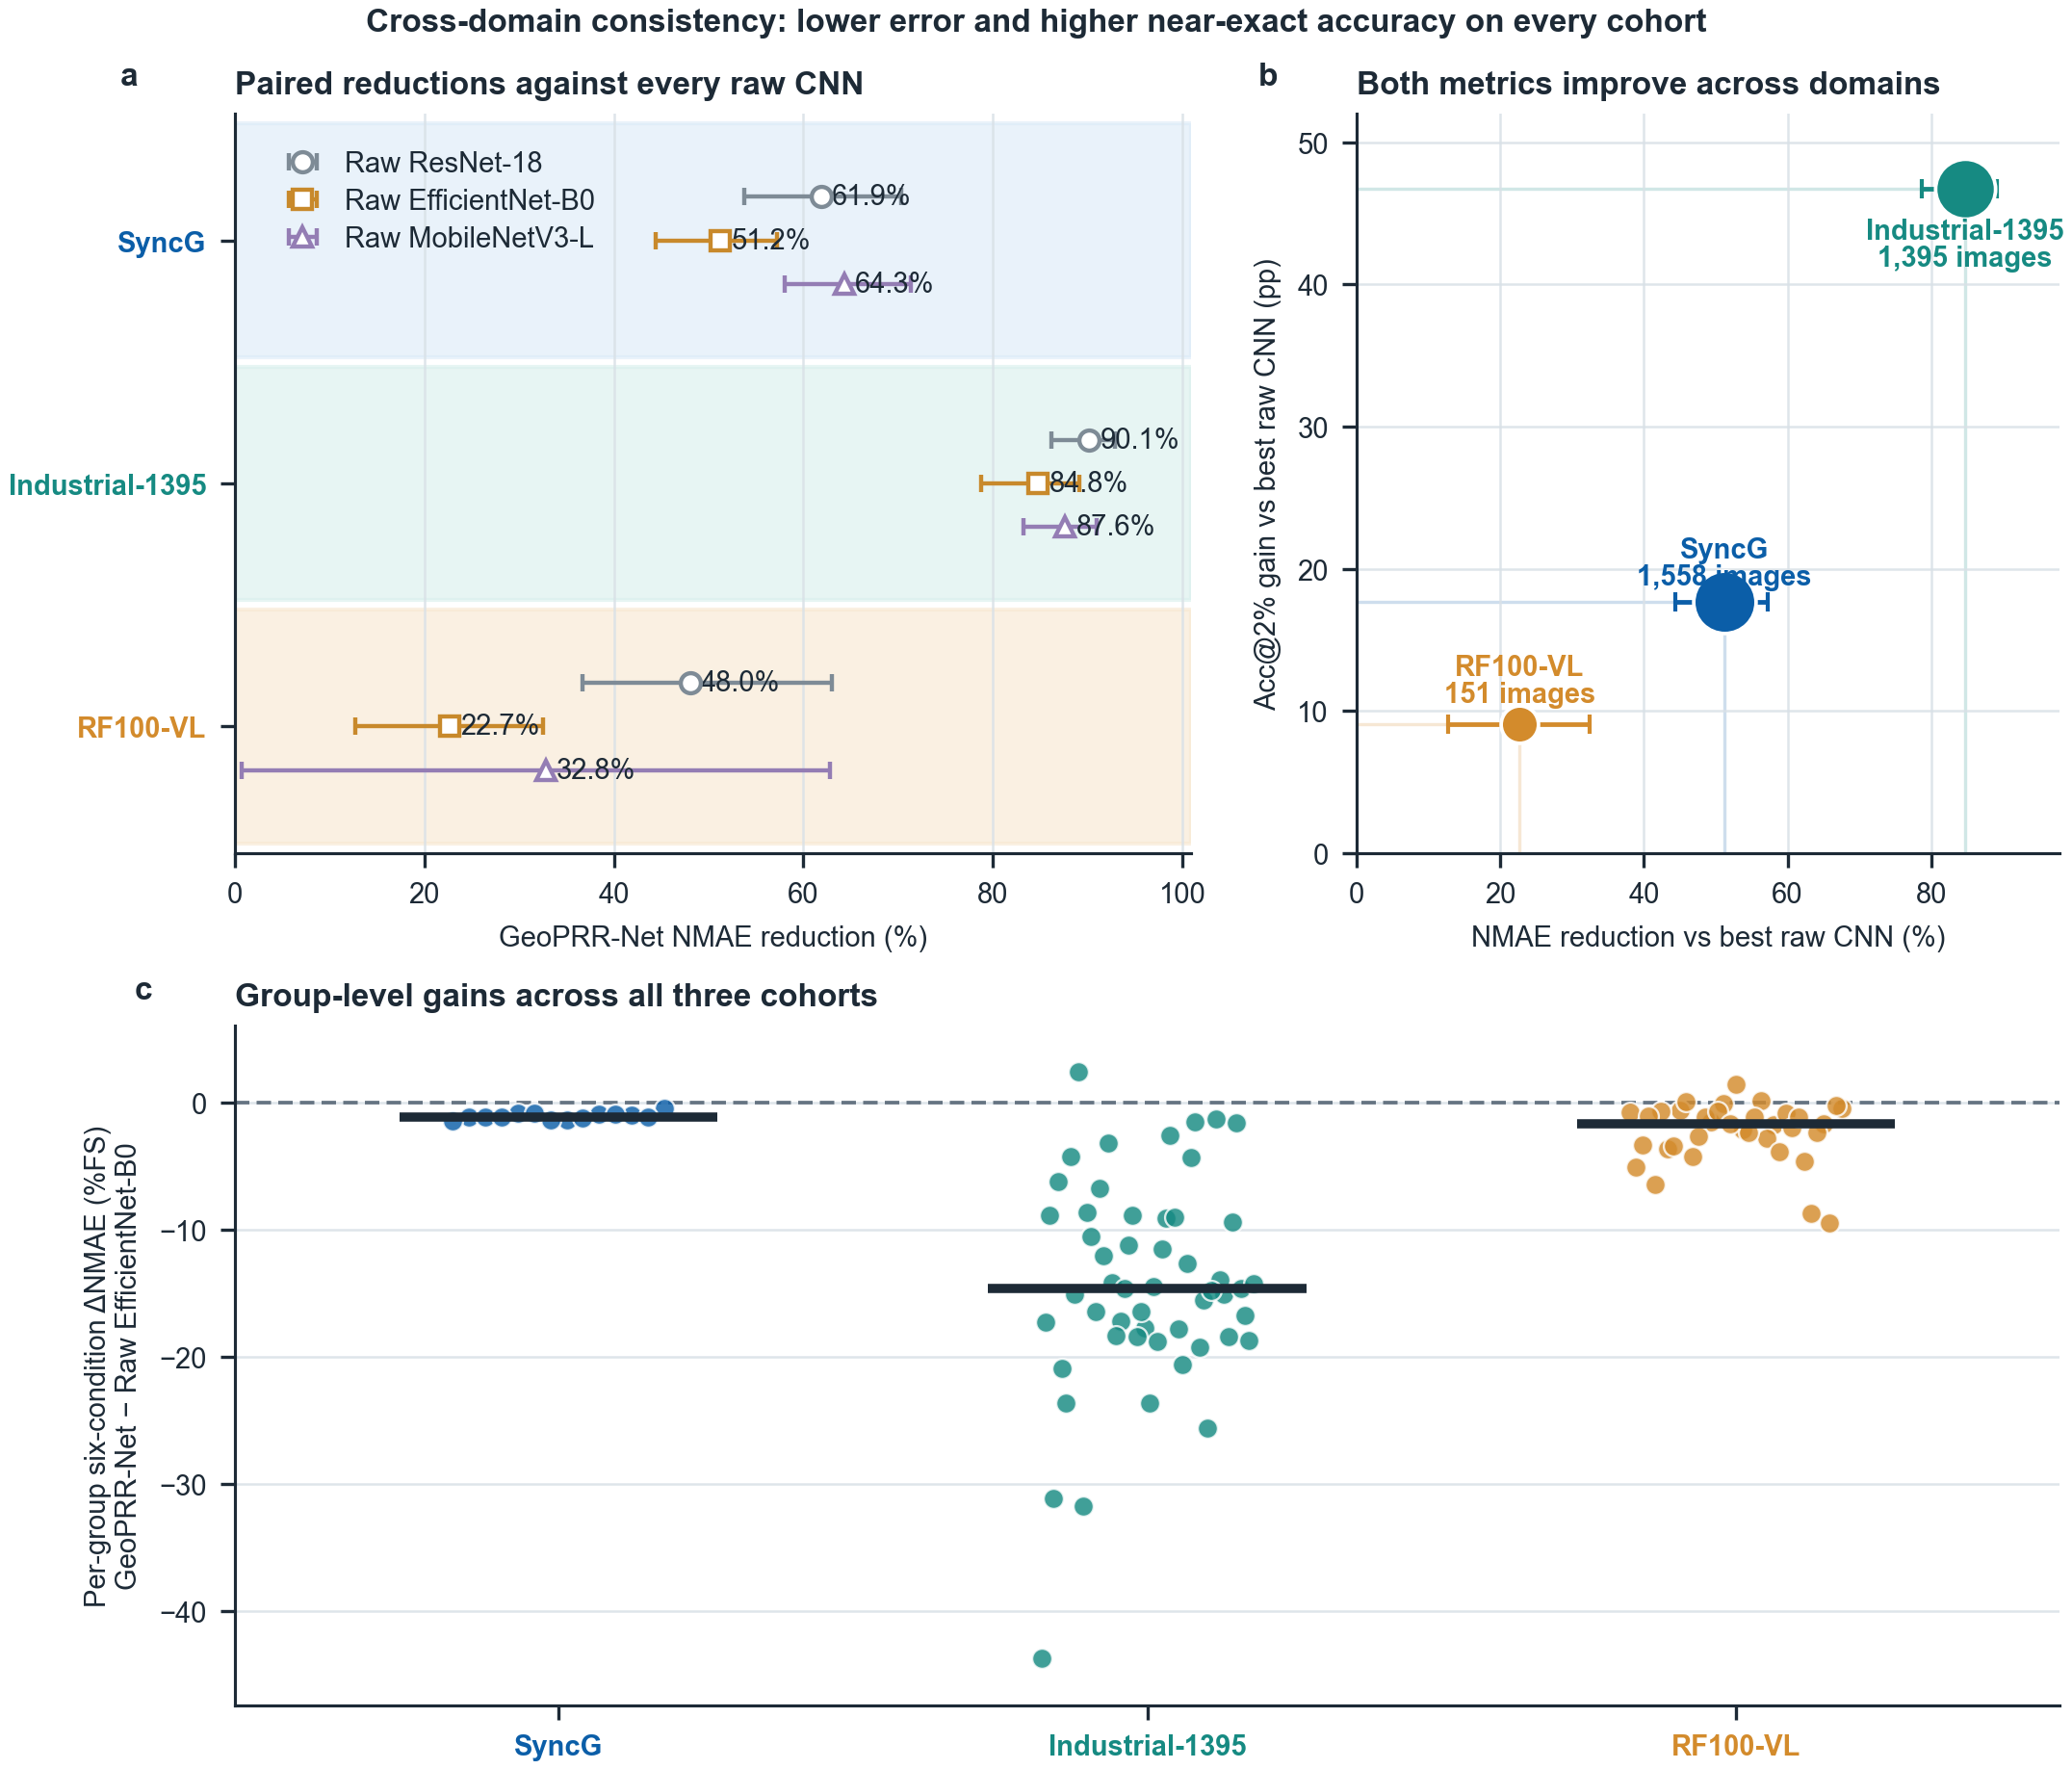 Cross-domain consistency: lower error and higher near-exact accuracy on every cohort
a
Paired reductions against every raw CNN
Raw ResNet-18
Raw EfficientNet-B0
Raw MobileNetV3-L
SyncG
Industrial-1395
RF100-VL
61.9%
51.2%
64.3%
90.1%
84.8%
87.6%
48.0%
22.7%
32.8%
0 20 40 60 80 100
GeoPRR-Net NMAE reduction (%)
b
Both metrics improve across domains
Acc@2% gain vs best raw CNN (pp)
50
40
30
20
10
0
Industrial-1395
1,395 images
SyncG
1,558 images
RF100-VL
151 images
0 20 40 60 80
NMAE reduction vs best raw CNN (%)
c
Group-level gains across all three cohorts
Per-group six-condition ΔNMAE (%FS)
GeoPRR-Net − Raw EfficientNet-B0
0
−10
−20
−30
−40
SyncG
Industrial-1395
RF100-VL